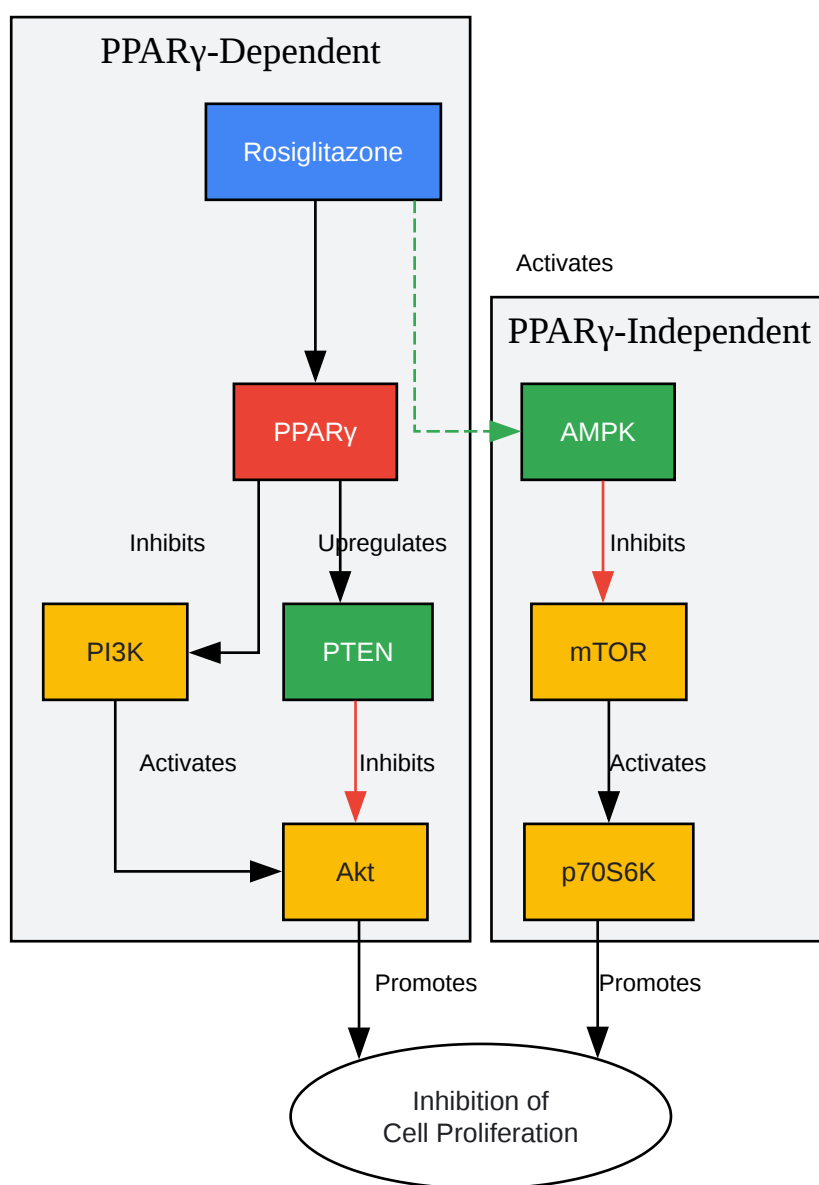 PPARγ-Dependent
Rosiglitazone
Activates
PPARγ-Independent
PPARγ
AMPK
Inhibits
Upregulates
Inhibits
PI3K
PTEN
mTOR
Activates
Inhibits
Activates
Akt
p70S6K
Promotes
Promotes
Inhibition of
Cell Proliferation